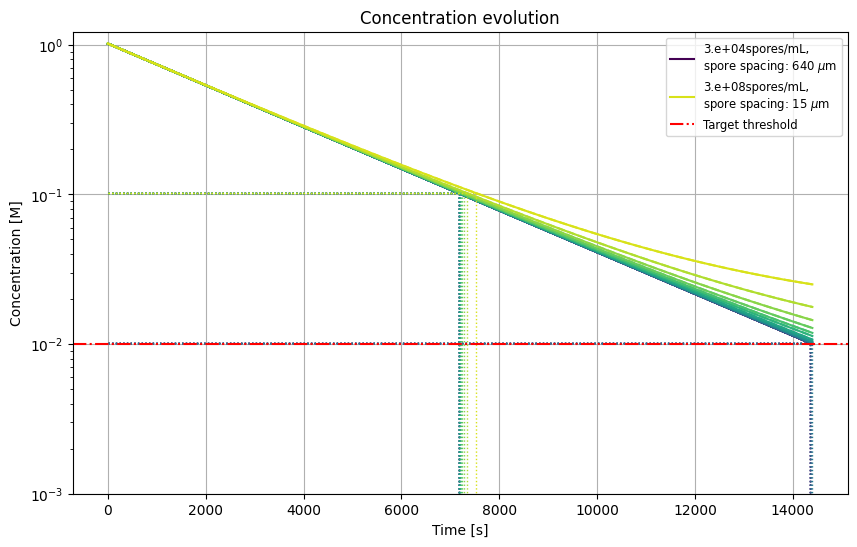 Concentration evolution
3.e+04spores/mL,
spore spacing: 640 μm
3.e+08spores/mL,
spore spacing: 15 μm
Target threshold
Concentration [M]
10⁰
10⁻¹
10⁻²
10⁻³
0 2000 4000 6000 8000 10000 12000 14000
Time [s]